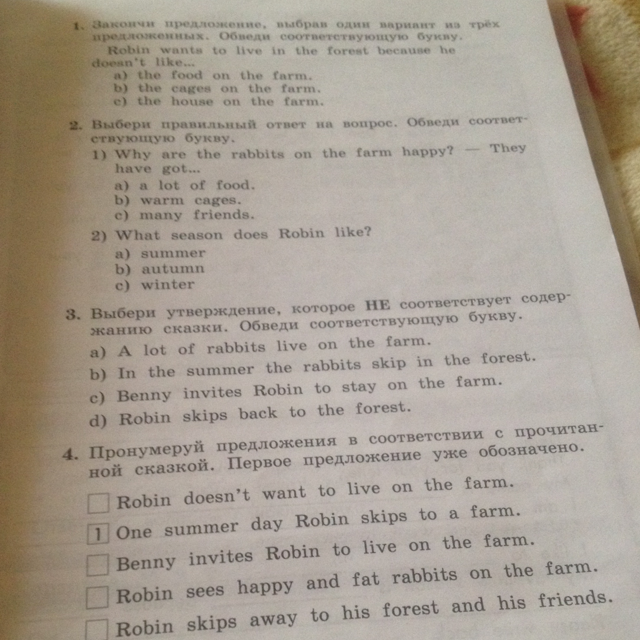 1. Закончи предложение, выбрав один вариант из трёх
предложенных. Обведи соответствующую букву.
Robin wants to live in the forest because he
doesn't like...
a) the food on the farm.
b) the cages on the farm.
c) the house on the farm.
2. Выбери правильный ответ на вопрос. Обведи соответ-
ствующую букву.
1) Why are the rabbits on the farm happy? — They
have got...
a) a lot of food.
b) warm cages.
c) many friends.
2) What season does Robin like?
a) summer
b) autumn
c) winter
3. Выбери утверждение, которое НЕ соответствует содер-
жанию сказки. Обведи соответствующую букву.
a) A lot of rabbits live on the farm.
b) In the summer the rabbits skip in the forest.
c) Benny invites Robin to stay on the farm.
d) Robin skips back to the forest.
4. Пронумеруй предложения в соответствии с прочитан-
ной сказкой. Первое предложение уже обозначено.
Robin doesn't want to live on the farm.
1 One summer day Robin skips to a farm.
Benny invites Robin to live on the farm.
Robin sees happy and fat rabbits on the farm.
Robin skips away to his forest and his friends.